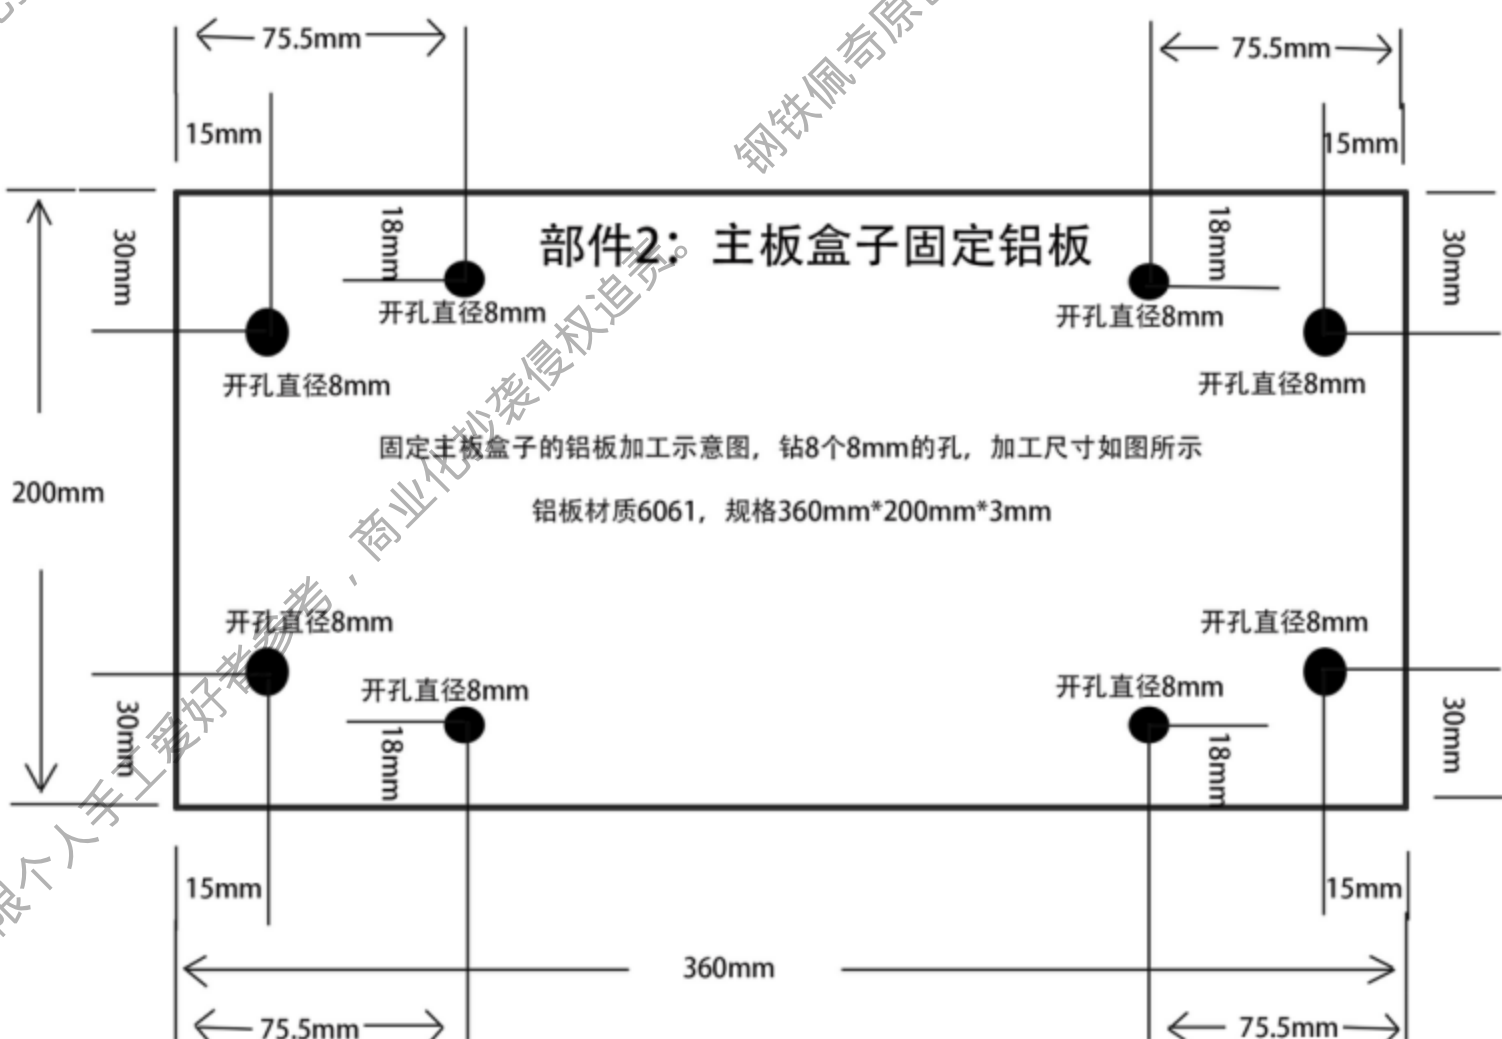 75.5mm
75.5mm
15mm
15mm
钢铁佩奇原
30mm
18mm
部件2：主板盒子固定铝板
18mm
30mm
开孔直径8mm
开孔直径8mm
开孔直径8mm
开孔直径8mm
固定主板盒子的铝板加工示意图，钻8个8mm的孔，加工尺寸如图所示
200mm
铝板材质6061，规格360mm*200mm*3mm
开孔直径8mm
开孔直径8mm
开孔直径8mm
开孔直径8mm
30mm
18mm
18mm
30mm
限个人手工爱好者参考，商业化抄袭侵权追责。
15mm
15mm
360mm
75.5mm
75.5mm